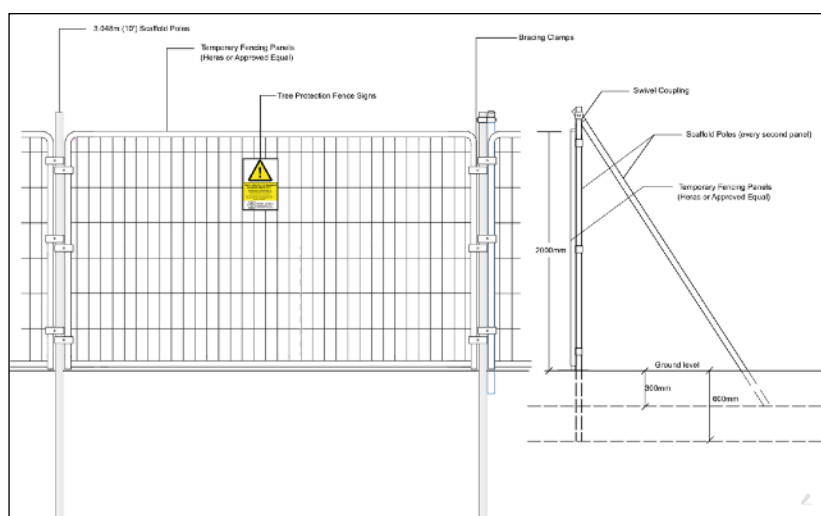 3.048m (10') Scaffold Poles
Temporary Fencing Panels
(Heras or Approved Equal)
Tree Protection Fence Signs
Bracing Clamps
Swivel Coupling
Scaffold Poles (every second panel)
Temporary Fencing Panels
(Heras or Approved Equal)
2000mm
Ground level
300mm
600mm